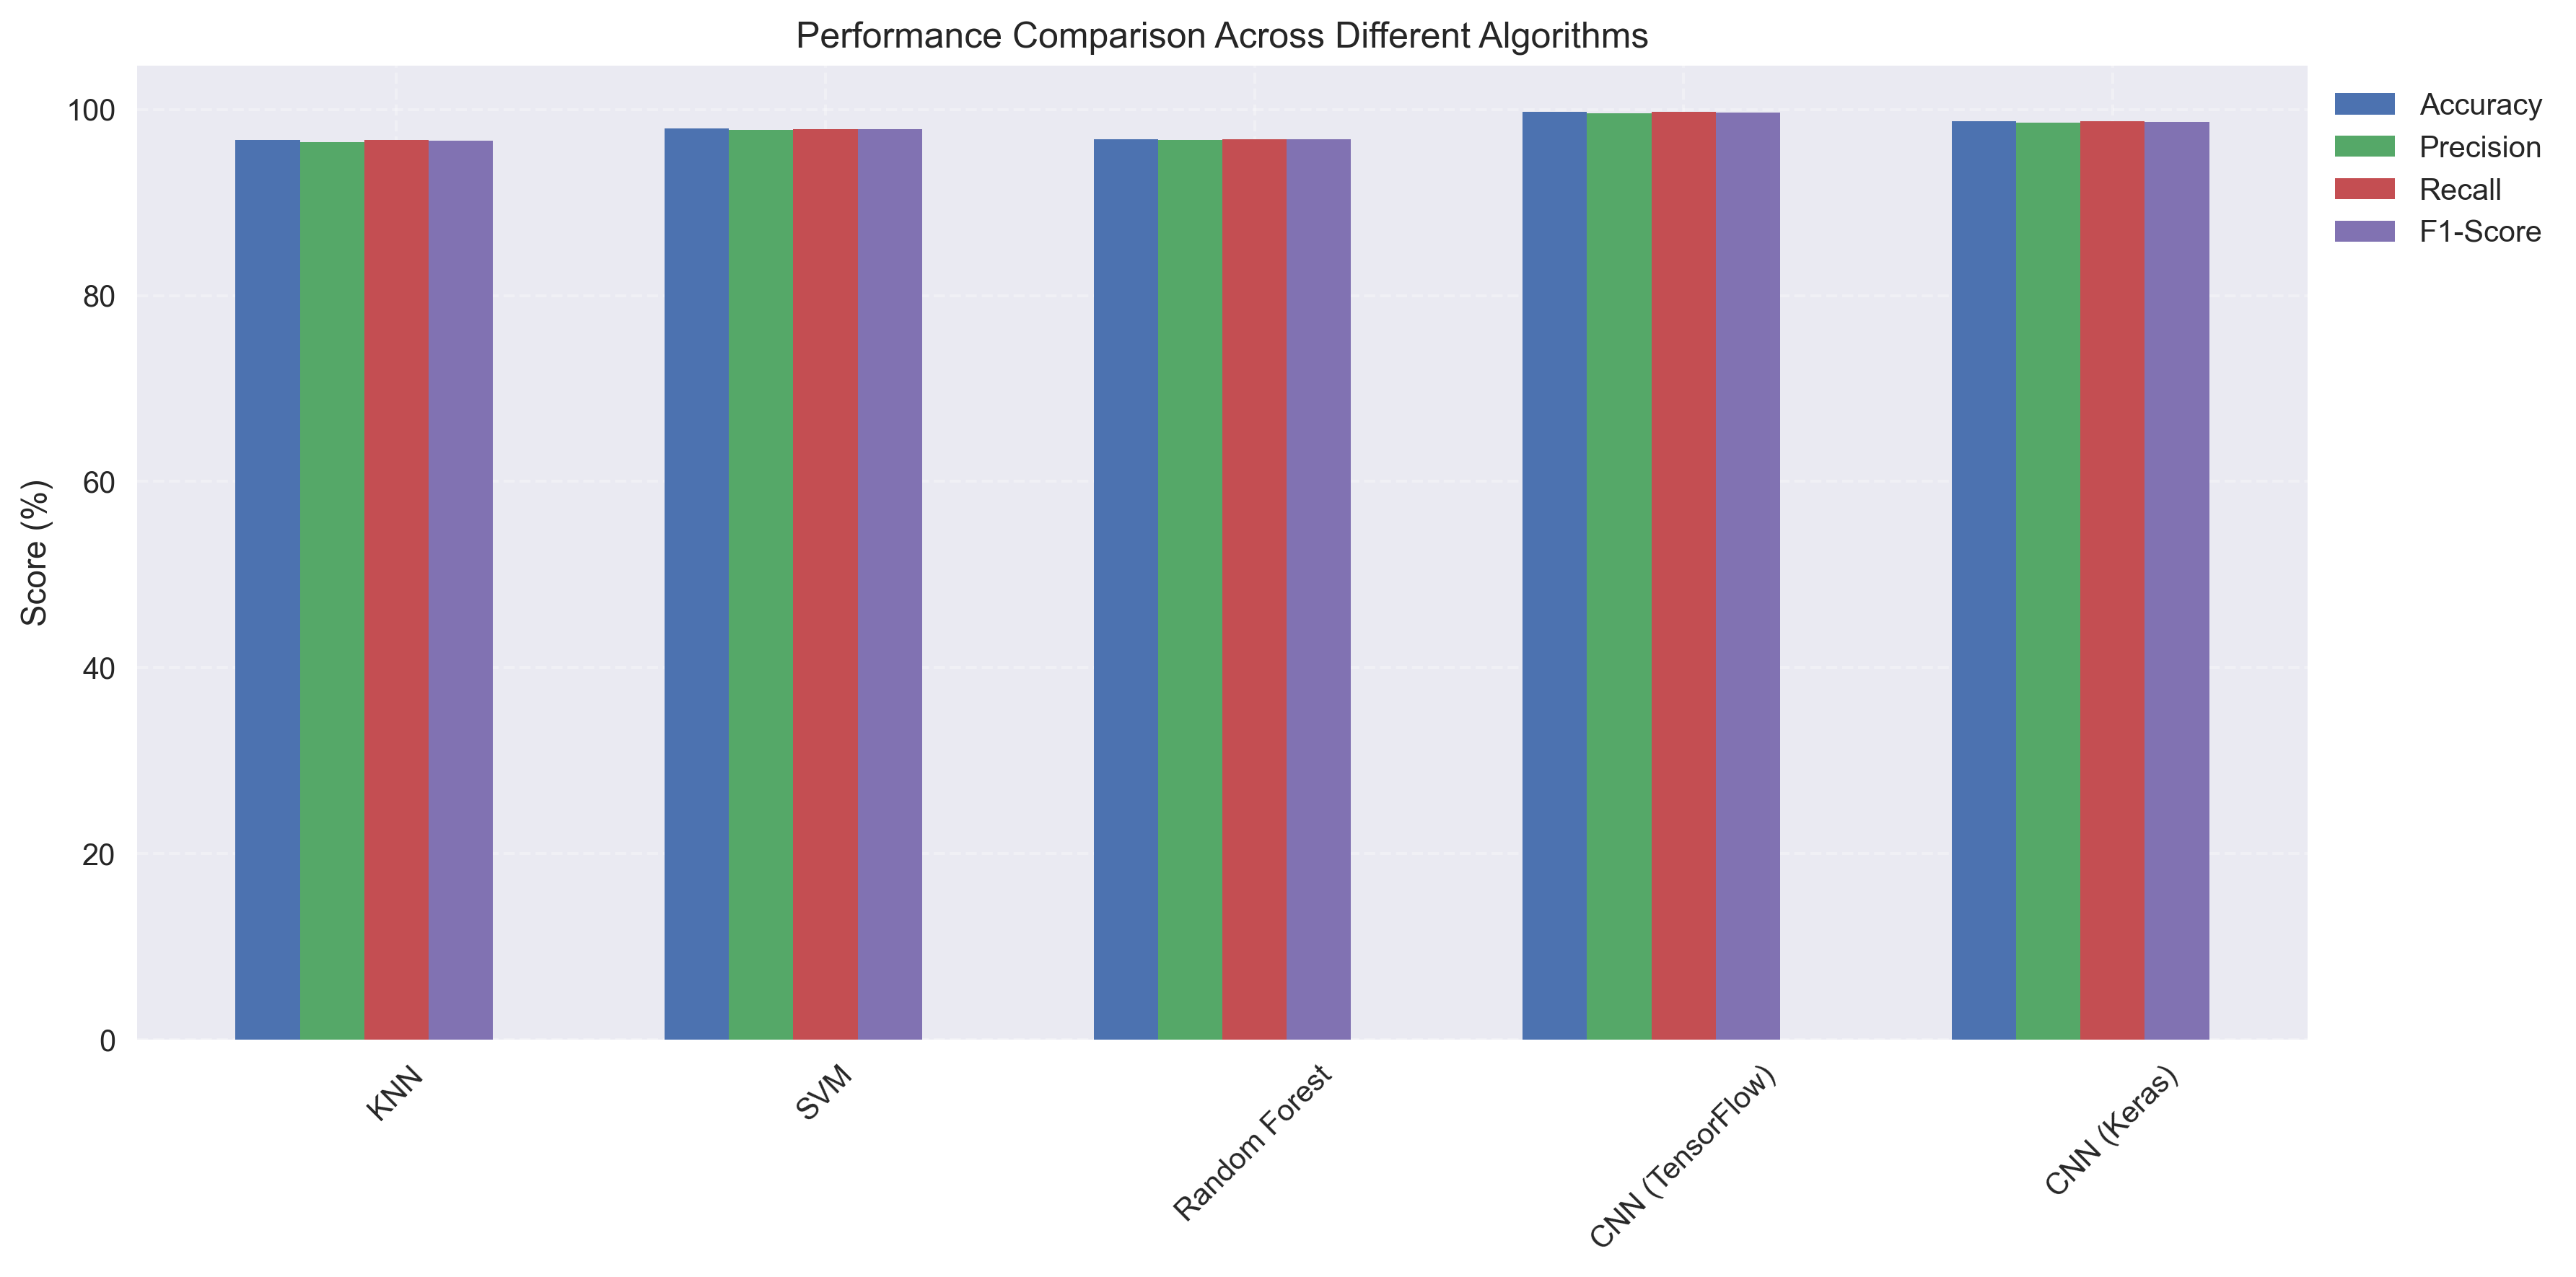 Performance Comparison Across Different Algorithms
100
80
60
40
20
0
Score (%)
KNN
SVM
Random Forest
CNN (TensorFlow)
CNN (Keras)
Accuracy
Precision
Recall
F1-Score